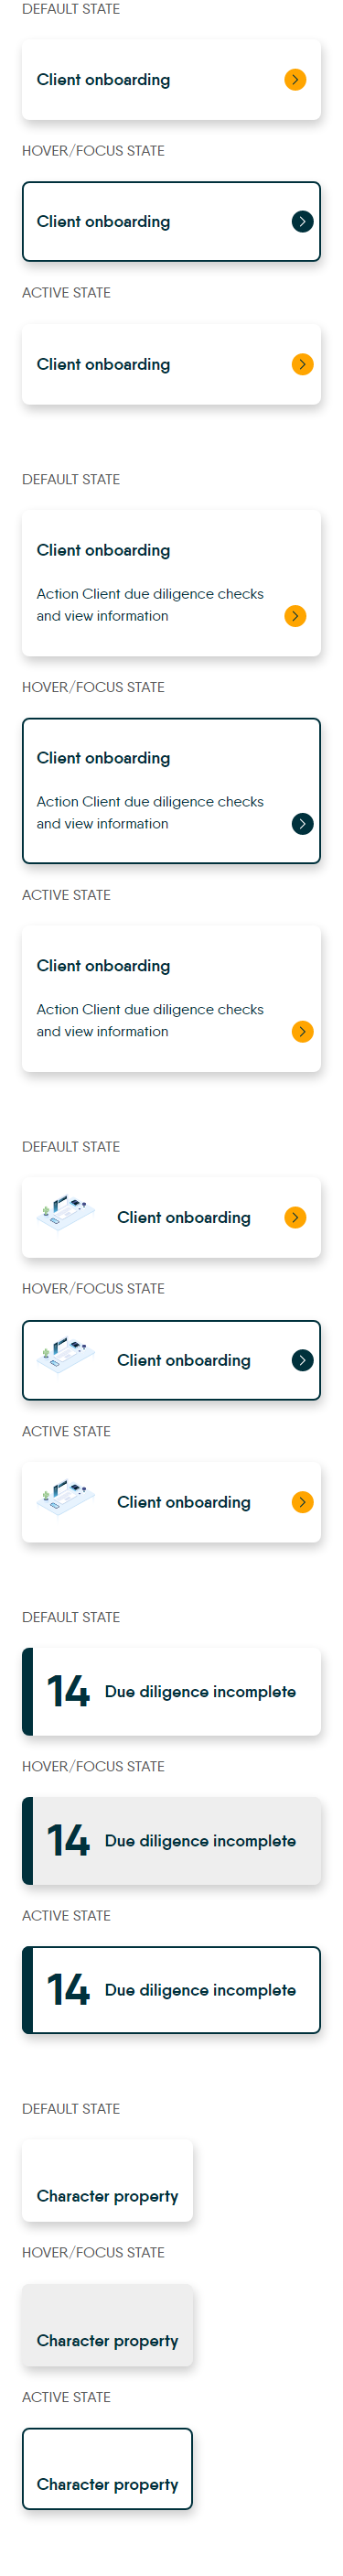 DEFAULT STATE
Client onboarding
HOVER/FOCUS STATE
Client onboarding
ACTIVE STATE
Client onboarding
DEFAULT STATE
Client onboarding
Action Client due diligence checks
and view information
HOVER/FOCUS STATE
Client onboarding
Action Client due diligence checks
and view information
ACTIVE STATE
Client onboarding
Action Client due diligence checks
and view information
DEFAULT STATE
Client onboarding
HOVER/FOCUS STATE
Client onboarding
ACTIVE STATE
Client onboarding
DEFAULT STATE
14 Due diligence incomplete
HOVER/FOCUS STATE
14 Due diligence incomplete
ACTIVE STATE
14 Due diligence incomplete
DEFAULT STATE
Character property
HOVER/FOCUS STATE
Character property
ACTIVE STATE
Character property